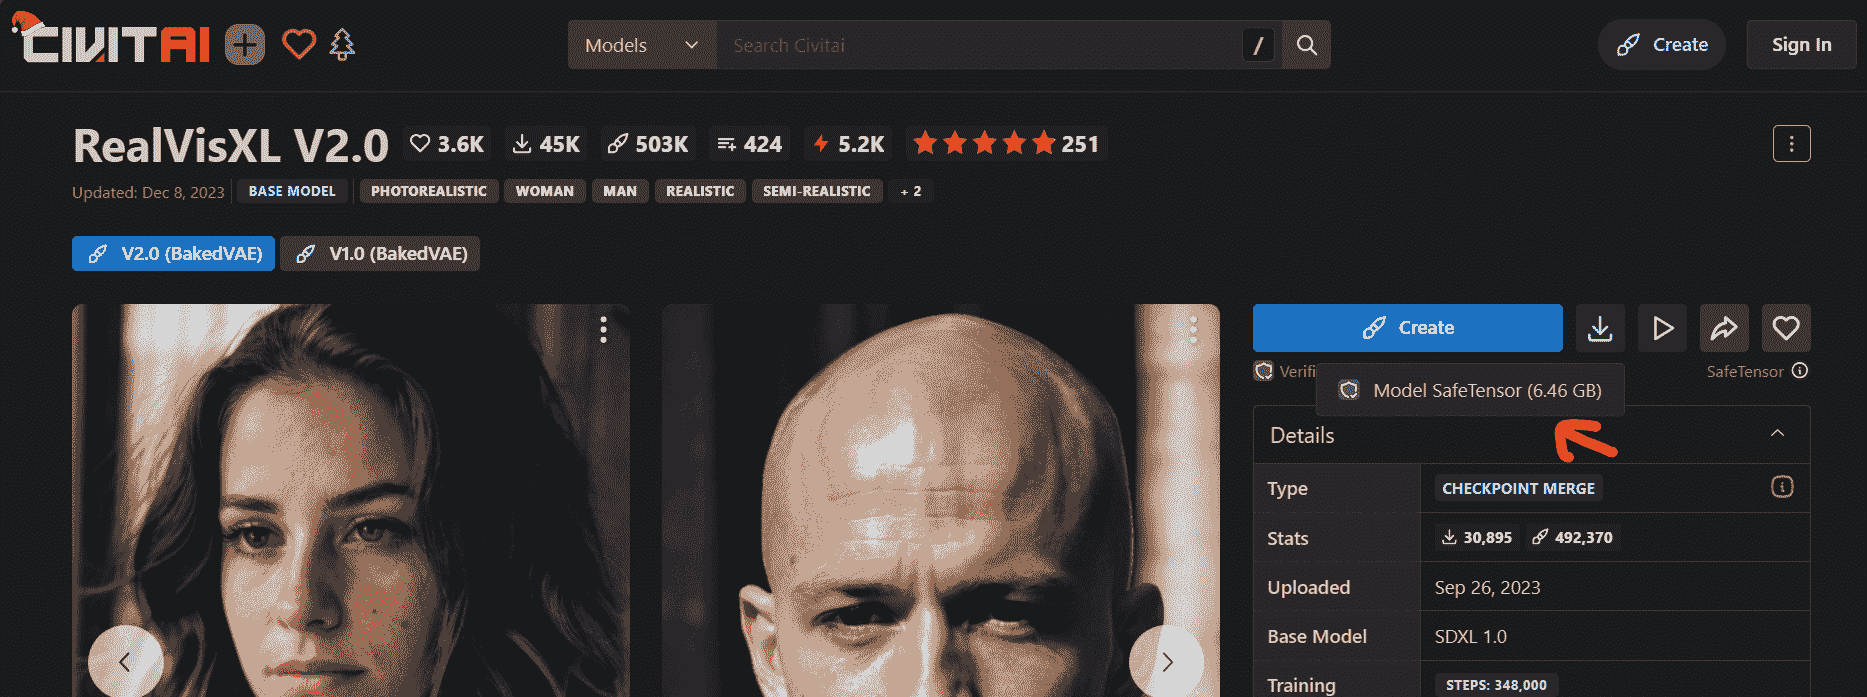 CIVITAI
Models
Search Civitai
/
Create
Sign In
RealVisXL V2.0
3.6K
45K
503K
424
5.2K
251
Updated: Dec 8, 2023
BASE MODEL
PHOTOREALISTIC
WOMAN
MAN
REALISTIC
SEMI-REALISTIC
+ 2
V2.0 (BakedVAE)
V1.0 (BakedVAE)
Create
Verifi
SafeTensor
Model SafeTensor (6.46 GB)
Details
Type
CHECKPOINT MERGE
Stats
30,895
492,370
Uploaded
Sep 26, 2023
Base Model
SDXL 1.0
Training
STEPS: 348,000